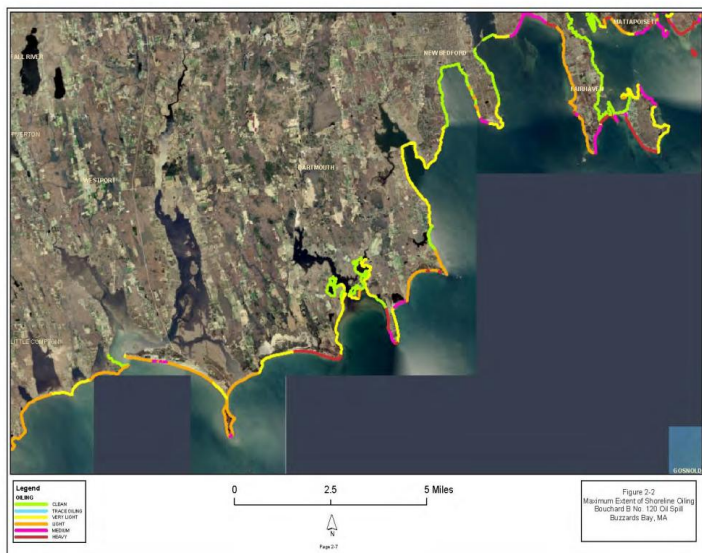 MATTAPOISETT
NEW BEDFORD
FALL RIVER
FAIRHAVEN
TIVERTON
DARTMOUTH
WESTPORT
LITTLE COMPTON
GOSNOLD
Legend
OILING
CLEAN
TRACE OILING
VERY LIGHT
LIGHT
MEDIUM
HEAVY
0 2.5 5 Miles
N
Page 2-7
Figure 2-2
Maximum Extent of Shoreline Oiling
Bouchard B No. 120 Oil Spill
Buzzards Bay, MA